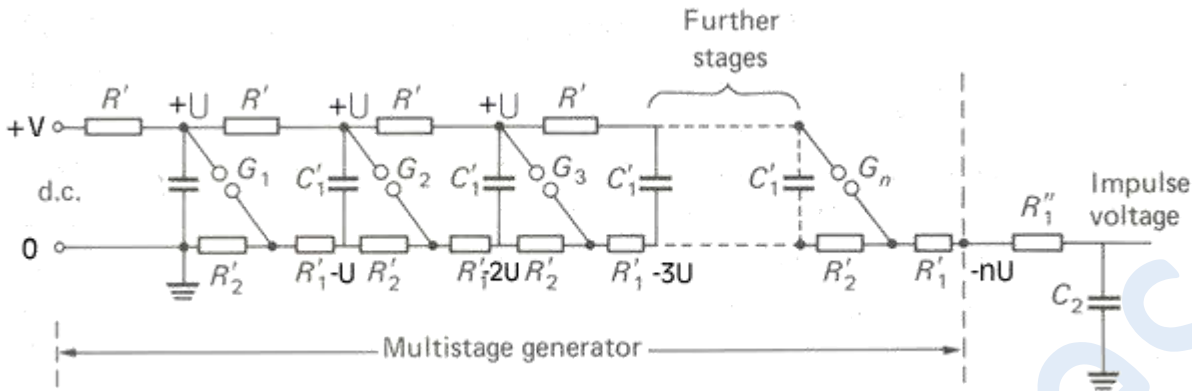 Further
stages
R' +U R' +U R' +U R'
+V
G₁ C'₁ G₂ C'₁ G₃ C'₁ C'₁ Gₙ
d.c.
Impulse
voltage
R''₁
0
R'₂ R'₁ -U R'₂ R'₁ -2U R'₂ R'₁ -3U R'₂ R'₁ -nU
C₂
Multistage generator